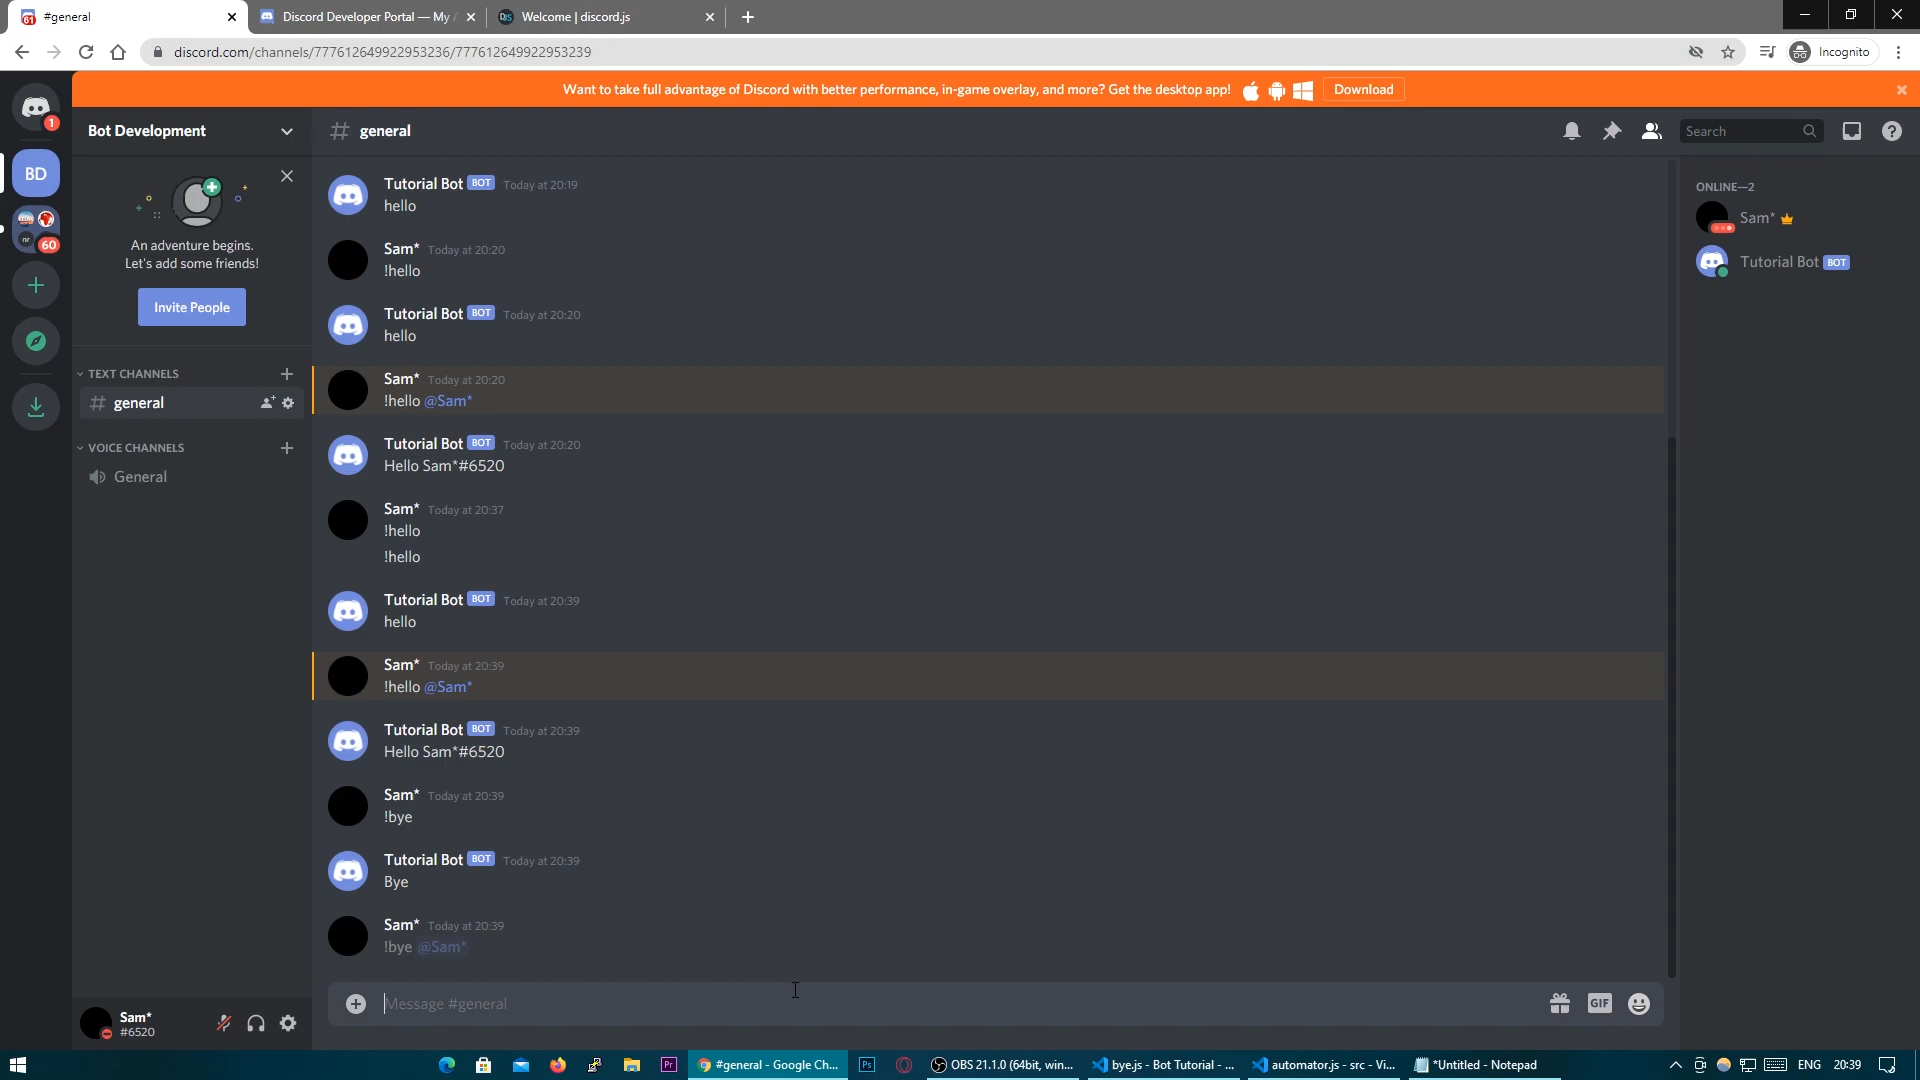 61
#general
Discord Developer Portal — My A
Welcome | discord.js
discord.com/channels/777612649922953236/777612649922953239
Incognito
Want to take full advantage of Discord with better performance, in-game overlay, and more? Get the desktop app!
Download
1
BD
60
Bot Development
An adventure begins.
Let's add some friends!
Invite People
TEXT CHANNELS
general
VOICE CHANNELS
General
Sam*
#6520
# general
Search
Tutorial Bot BOT Today at 20:19
hello
Sam* Today at 20:20
!hello
Tutorial Bot BOT Today at 20:20
hello
Sam* Today at 20:20
!hello @Sam*
Tutorial Bot BOT Today at 20:20
Hello Sam*#6520
Sam* Today at 20:37
!hello
!hello
Tutorial Bot BOT Today at 20:39
hello
Sam* Today at 20:39
!hello @Sam*
Tutorial Bot BOT Today at 20:39
Hello Sam*#6520
Sam* Today at 20:39
!bye
Tutorial Bot BOT Today at 20:39
Bye
Sam* Today at 20:39
!bye @Sam*
Message #general
GIF
ONLINE—2
Sam*
Tutorial Bot BOT
Pr
#general - Google Ch...
Ps
OBS 21.1.0 (64bit, win...
bye.js - Bot Tutorial - ...
automator.js - src - Vi...
*Untitled - Notepad
ENG
20:39